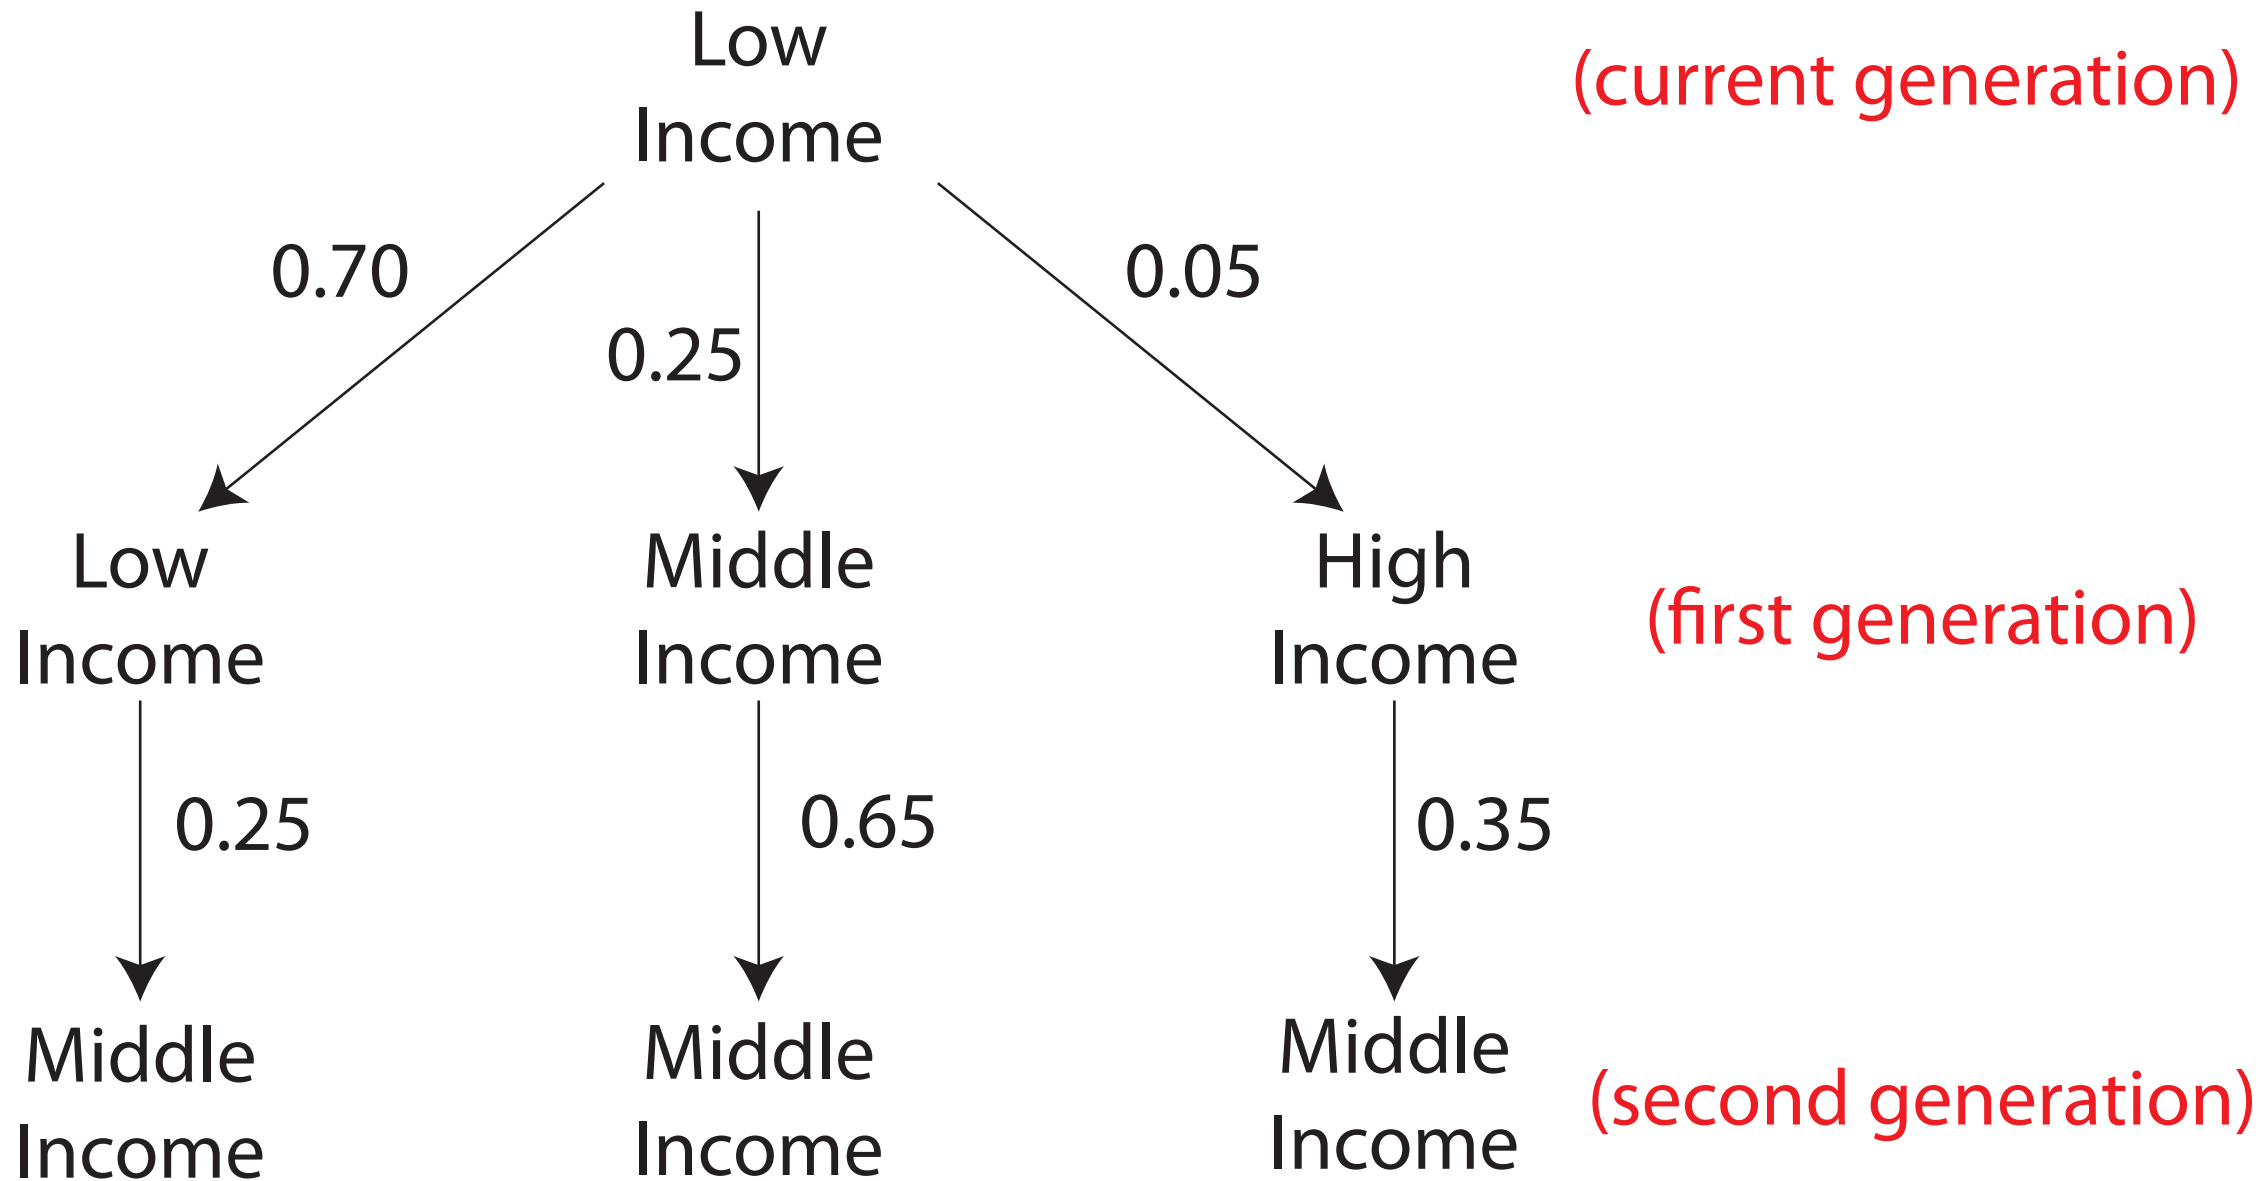 Low
Income
(current generation)
0.70
0.25
0.05
Low
Income
Middle
Income
High
Income
(first generation)
0.25
0.65
0.35
Middle
Income
Middle
Income
Middle
Income
(second generation)